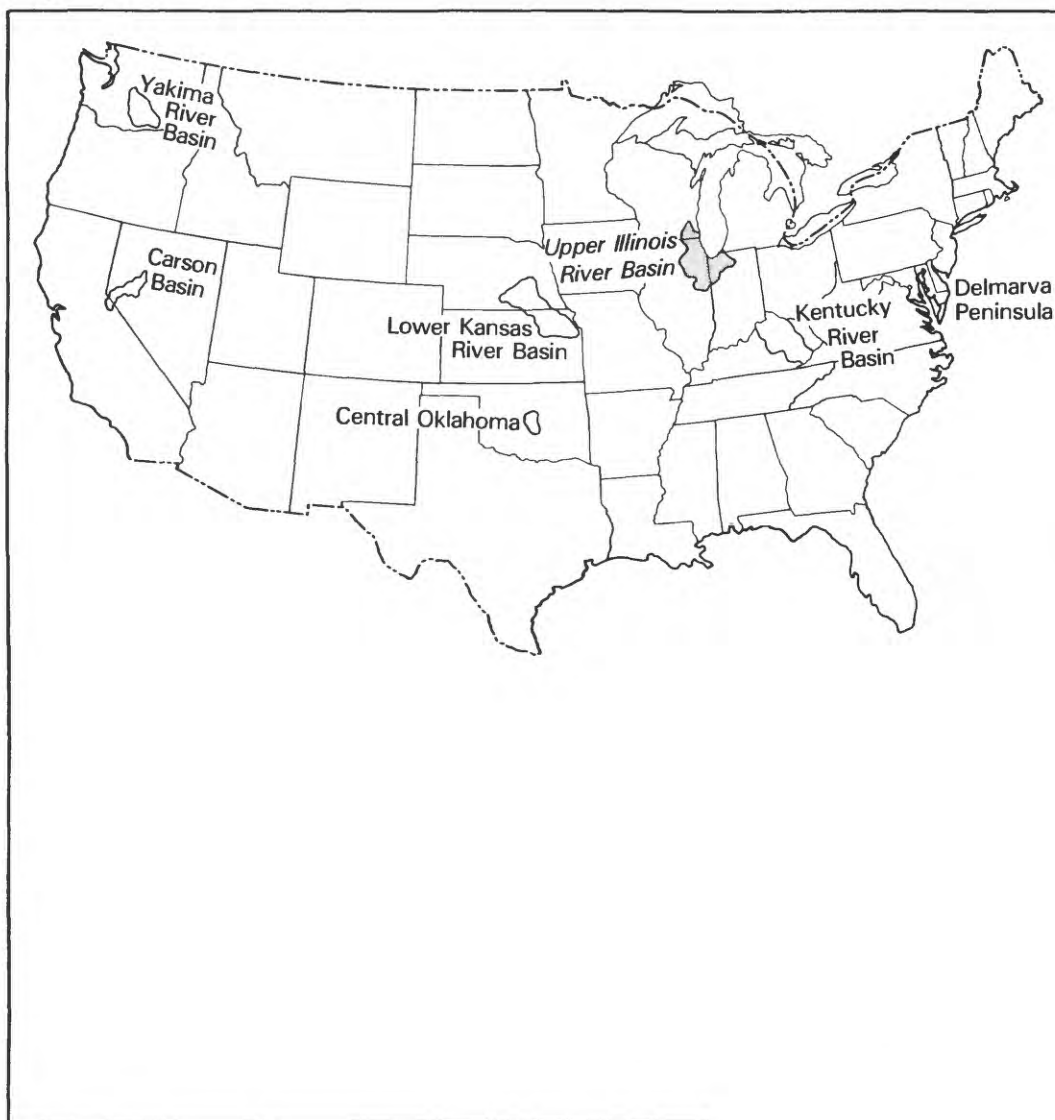 Yakima
River
Basin
Carson
Basin
Upper Illinois
River Basin
Lower Kansas
River Basin
Central Oklahoma
Kentucky
River
Basin
Delmarva
Peninsula